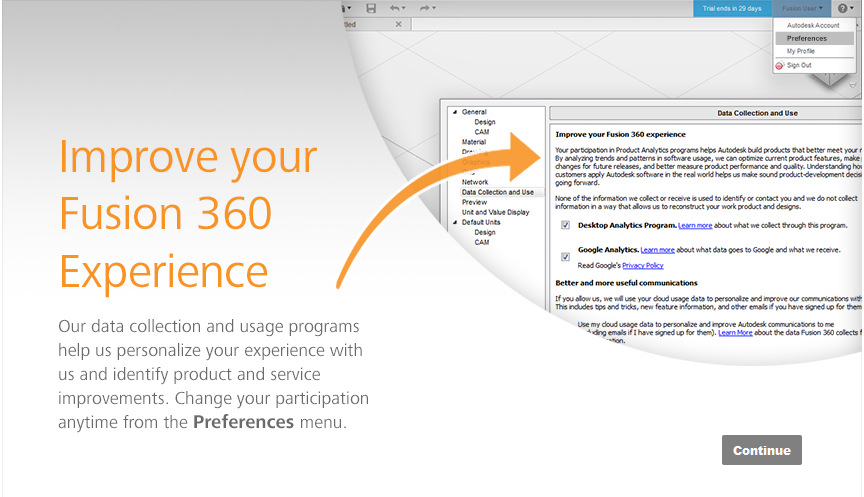 Trial ends in 29 days
Fusion User
Autodesk Account
Preferences
My Profile
Sign Out
Improve your
Fusion 360
Experience
Our data collection and usage programs
help us personalize your experience with
us and identify product and service
improvements. Change your participation
anytime from the Preferences menu.
General
Design
CAM
Material
Network
Data Collection and Use
Preview
Unit and Value Display
Default Units
Design
CAM
Data Collection and Use
Improve your Fusion 360 experience
Your participation in Product Analytics programs helps Autodesk build products that better meet your
By analyzing trends and patterns in software usage, we can optimize current product features, make
changes for future releases, and better measure product performance and quality. Understanding how
customers apply Autodesk software in the real world helps us make sound product-development
going forward.
None of the information we collect or receive is used to identify or contact you and we do not collect
information in a way that allows us to reconstruct your work product and designs.
Desktop Analytics Program. Learn more about what we collect through this program.
Google Analytics. Learn more about what data goes to Google and what we receive.
Read Google's Privacy Policy
Better and more useful communications
If you allow us, we will use your cloud usage data to personalize and improve our communications with
This includes tips and tricks, new feature information, and other emails if you have signed up for them
Use my cloud usage data to personalize and improve Autodesk communications to me
emails if I have signed up for them). Learn More about the data Fusion 360 collects
Continue